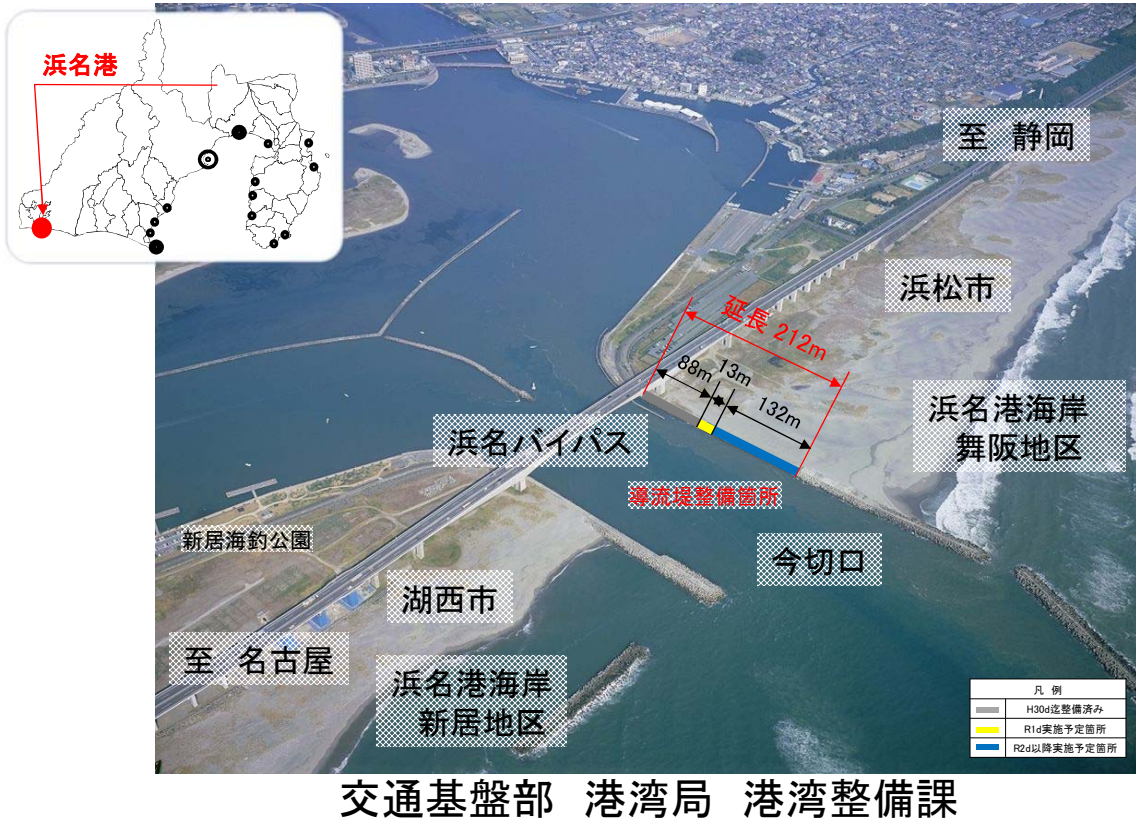 浜名港
至 静岡
浜松市
延長 212m
88m
13m
132m
浜名港海岸
舞阪地区
浜名バイパス
導流堤整備箇所
新居海釣公園
今切口
湖西市
至 名古屋
浜名港海岸
新居地区
凡 例
H30d迄整備済み
R1d実施予定箇所
R2d以降実施予定箇所
交通基盤部 港湾局 港湾整備課